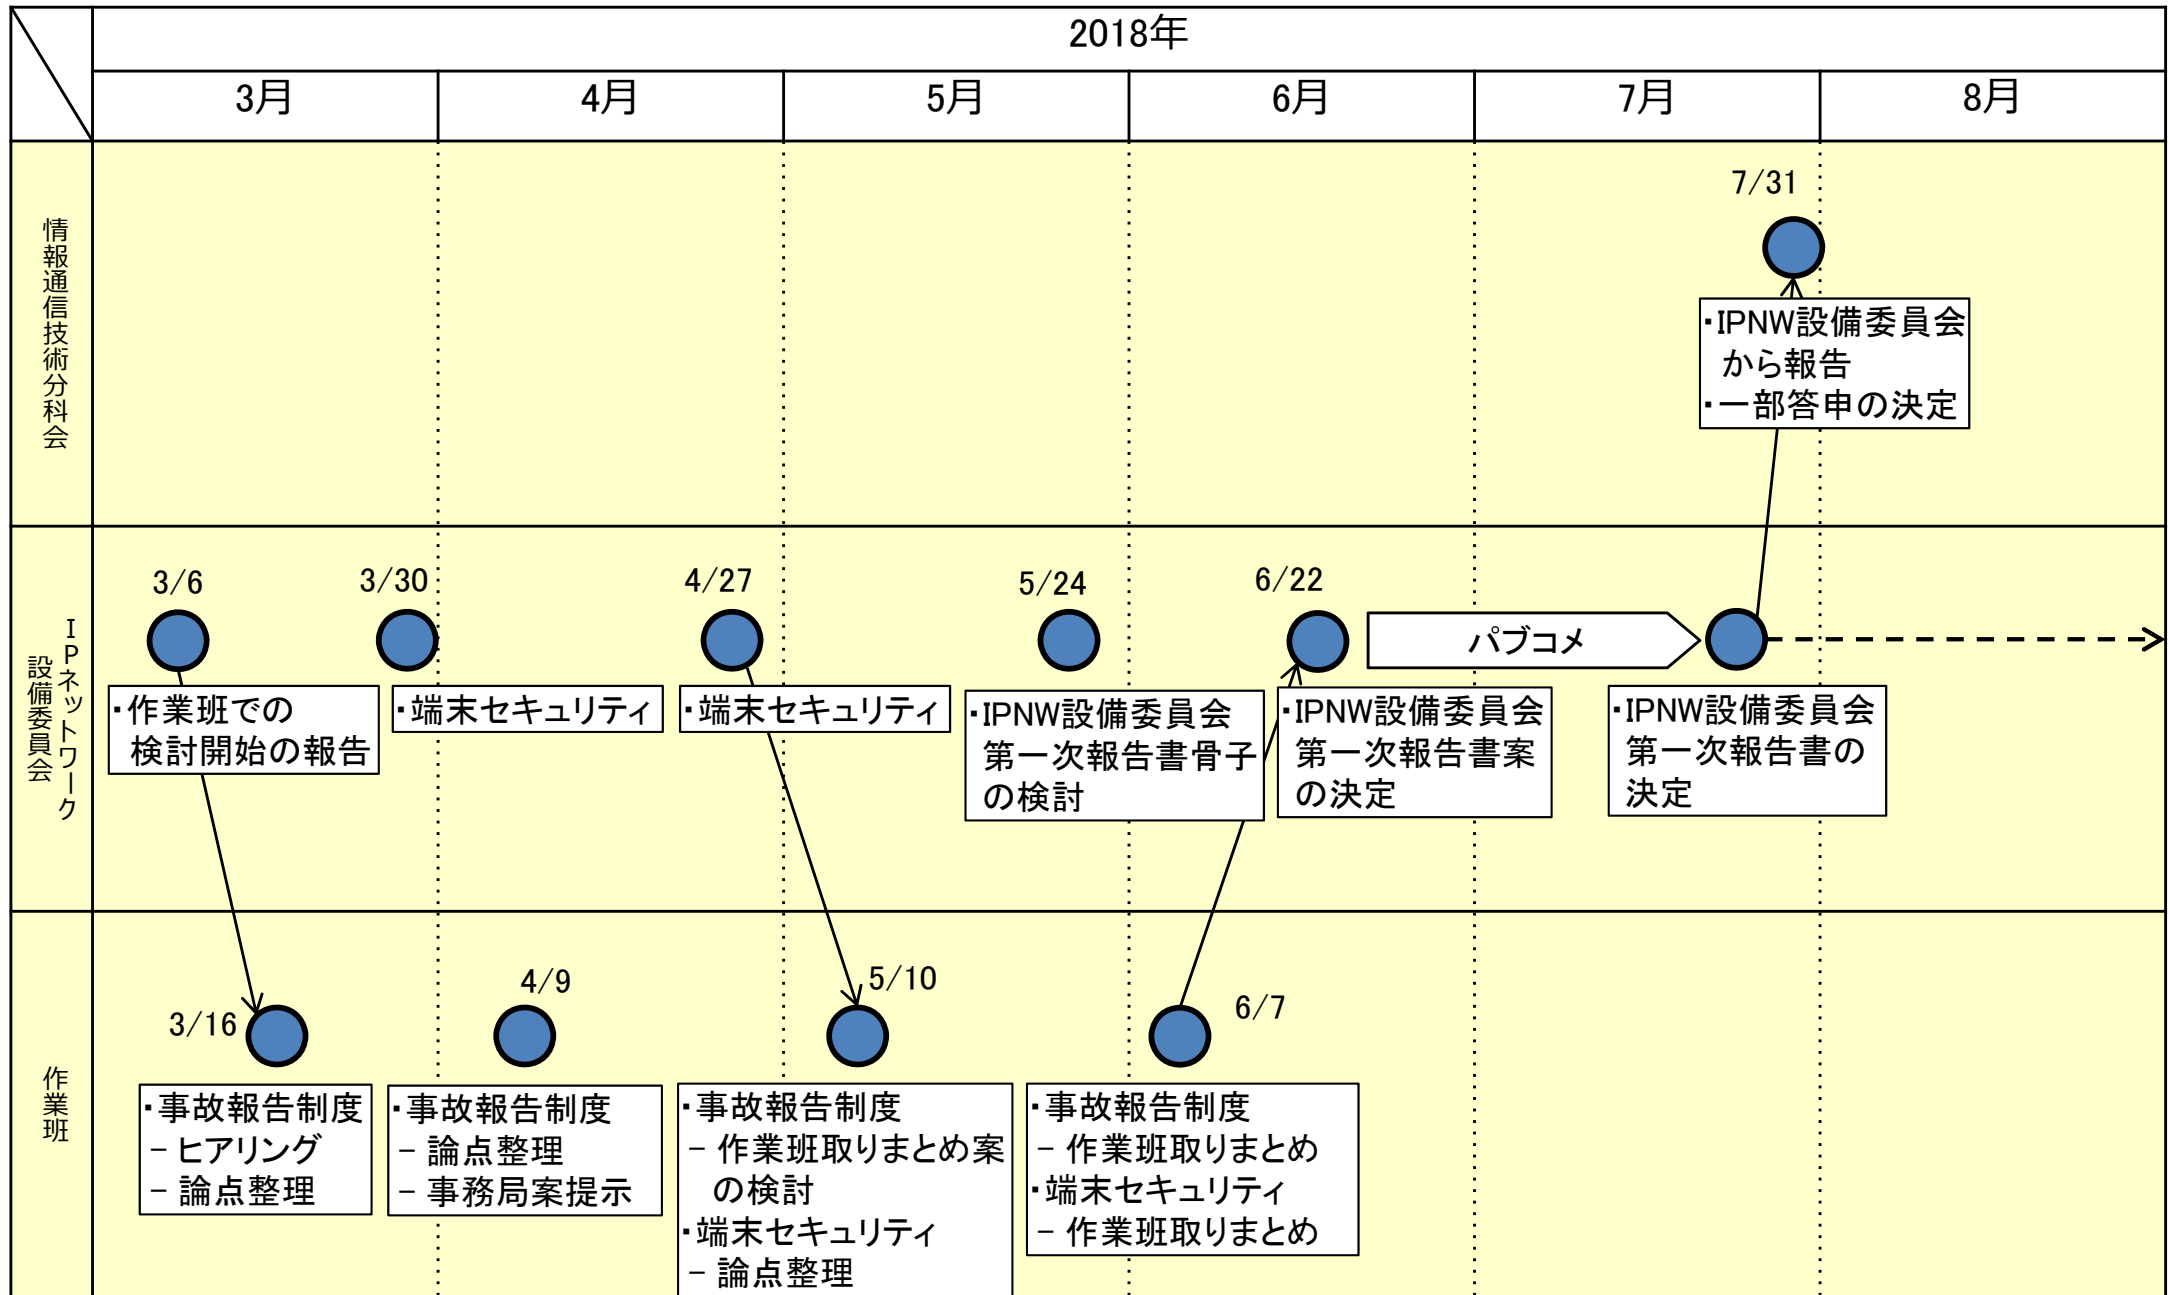 2018年
3月
4月
5月
6月
7月
8月
情報通信技術分科会
7/31
・IPNW設備委員会
から報告
・一部答申の決定
IPネットワーク
設備委員会
3/6
・作業班での
検討開始の報告
3/30
・端末セキュリティ
4/27
・端末セキュリティ
5/24
・IPNW設備委員会
第一次報告書骨子
の検討
6/22
・IPNW設備委員会
第一次報告書案
の決定
パブコメ
・IPNW設備委員会
第一次報告書の
決定
作業班
3/16
・事故報告制度
－ ヒアリング
－ 論点整理
4/9
・事故報告制度
－ 論点整理
－ 事務局案提示
5/10
・事故報告制度
－ 作業班取りまとめ案
の検討
・端末セキュリティ
－ 論点整理
6/7
・事故報告制度
－ 作業班取りまとめ
・端末セキュリティ
－ 作業班取りまとめ